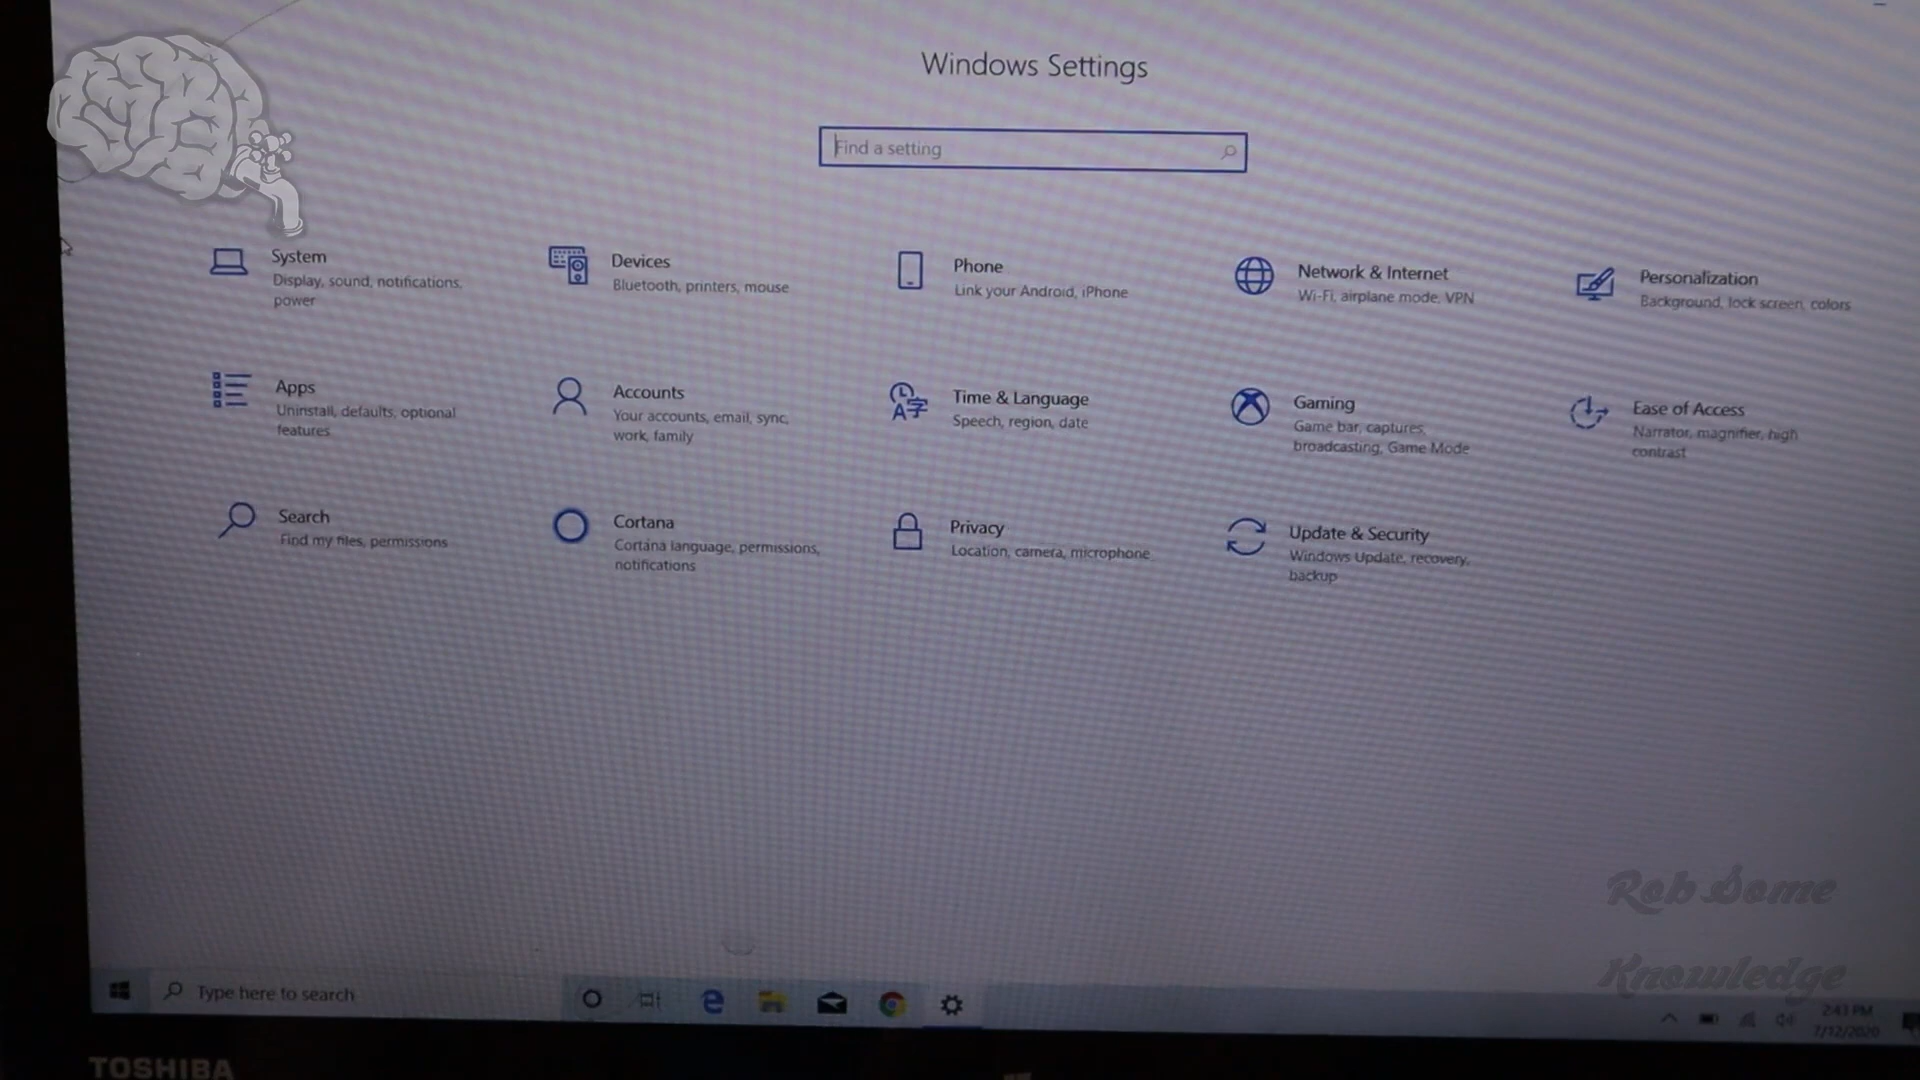 Windows Settings
Find a setting
System
Display, sound, notifications,
power
Devices
Bluetooth, printers, mouse
Phone
Link your Android, iPhone
Network & Internet
Wi-Fi, airplane mode, VPN
Personalization
Background, lock screen, colors
Apps
Uninstall, defaults, optional
features
Accounts
Your accounts, email, sync,
work, family
Time & Language
Speech, region, date
Gaming
Game bar, captures,
broadcasting, Game Mode
Ease of Access
Narrator, magnifier, high
contrast
Search
Find my files, permissions
Cortana
Cortana language, permissions,
notifications
Privacy
Location, camera, microphone
Update & Security
Windows Update, recovery,
backup
Rob Some
Knowledge
Type here to search
2:43 PM
7/12/2020
TOSHIBA